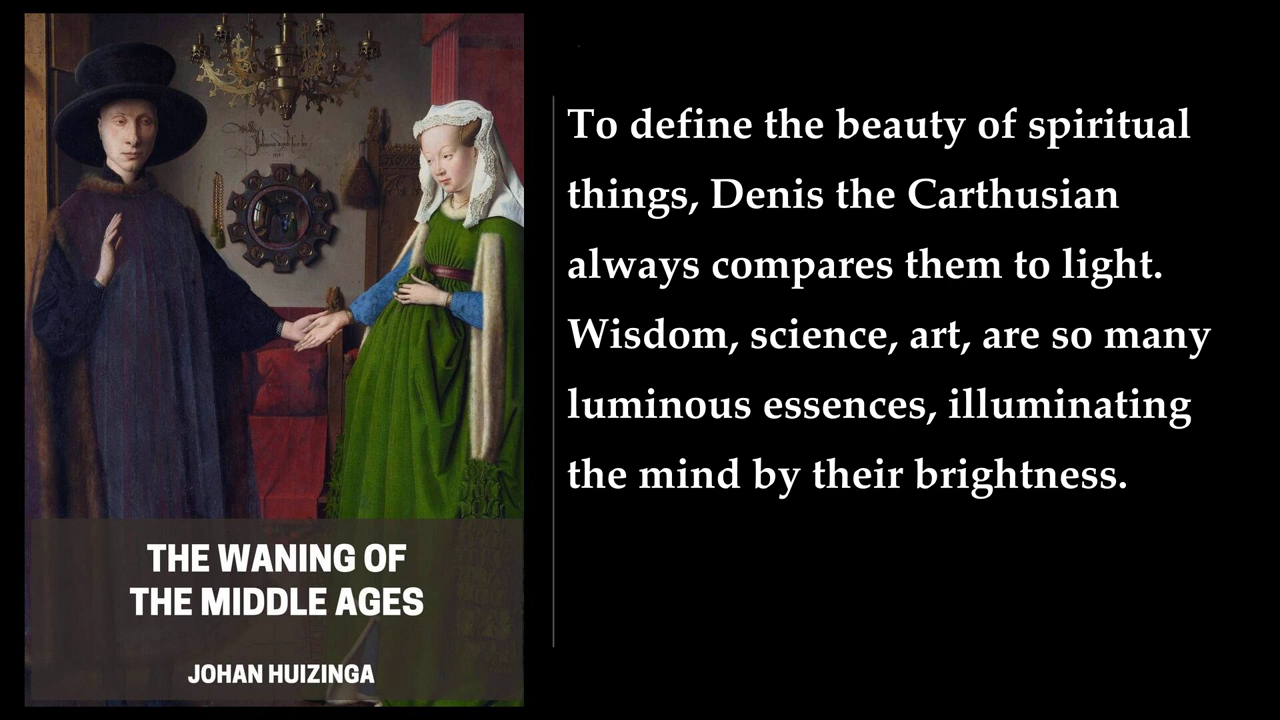 THE WANING OF
THE MIDDLE AGES
JOHAN HUIZINGA
To define the beauty of spiritual
things, Denis the Carthusian
always compares them to light.
Wisdom, science, art, are so many
luminous essences, illuminating
the mind by their brightness.